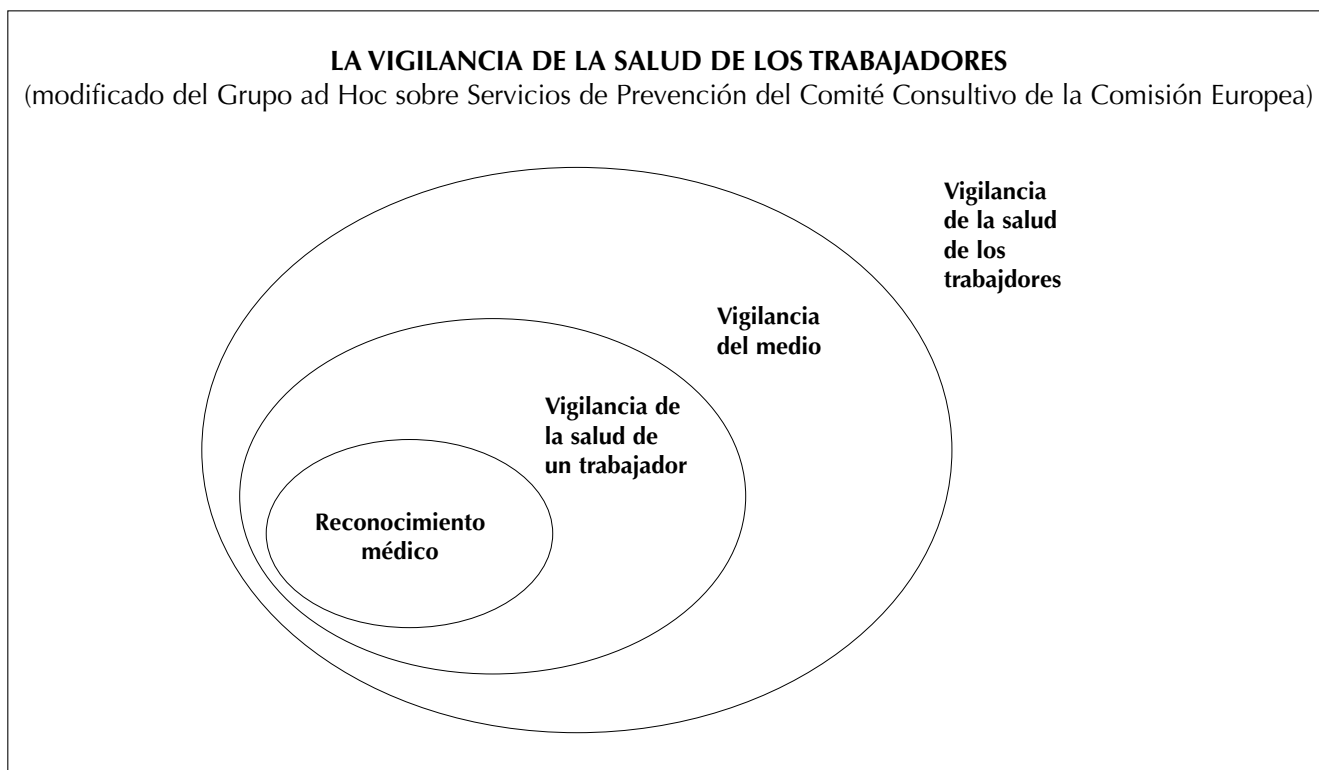 LA VIGILANCIA DE LA SALUD DE LOS TRABAJADORES
(modificado del Grupo ad Hoc sobre Servicios de Prevención del Comité Consultivo de la Comisión Europea)
Vigilancia
de la salud
de los
trabajdores
Vigilancia
del medio
Vigilancia de
la salud de
un trabajador
Reconocimiento
médico